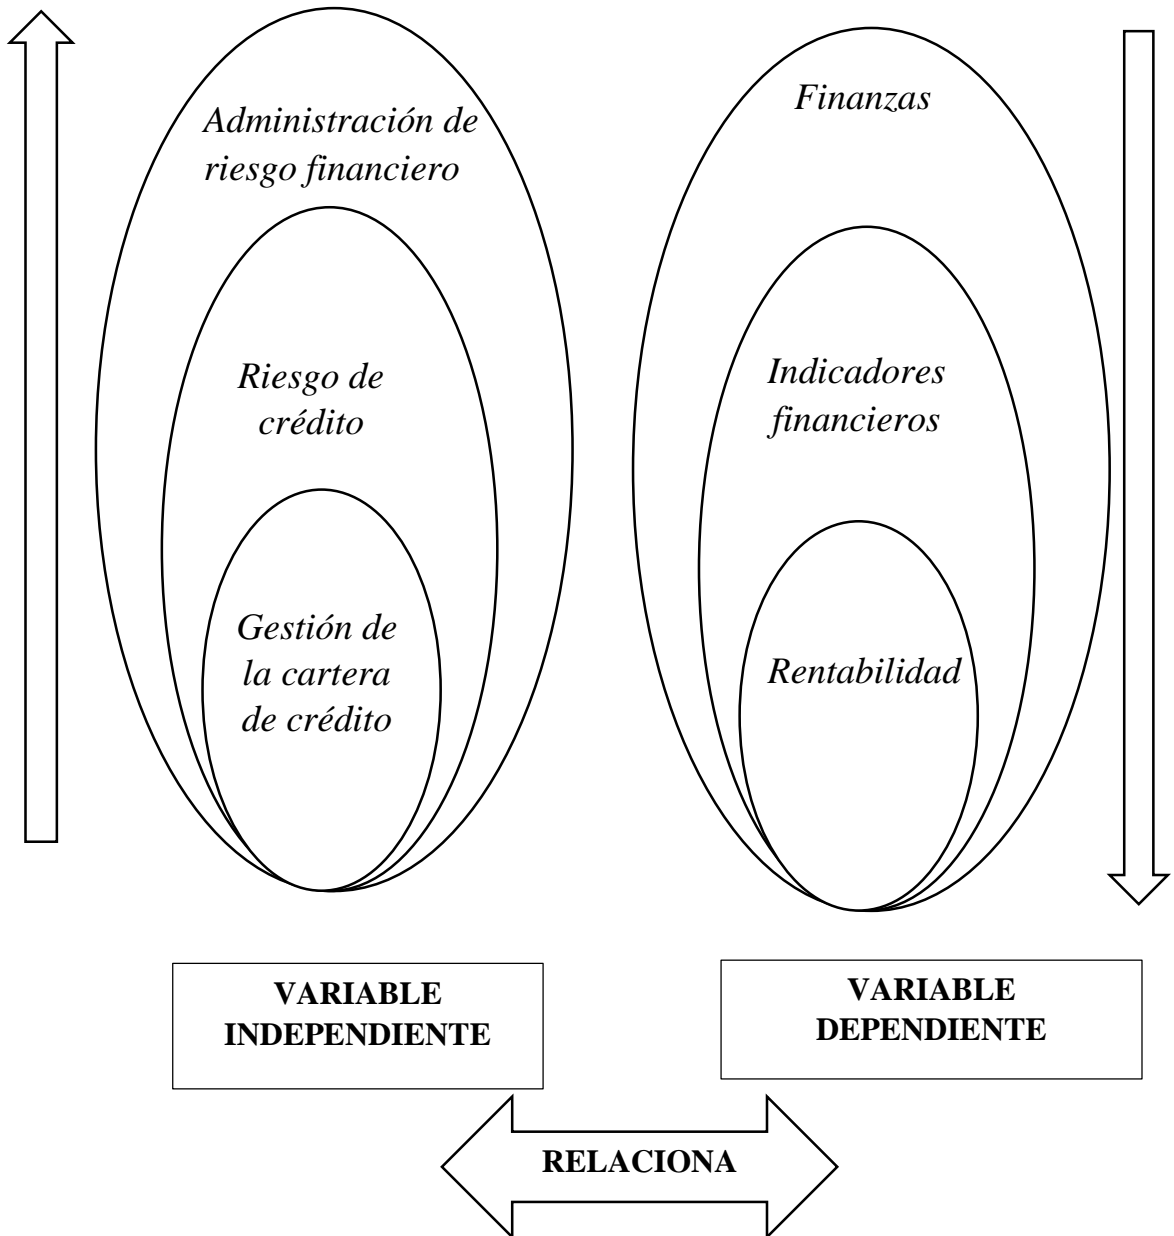 Administración de
riesgo financiero
Riesgo de
crédito
Gestión de
la cartera
de crédito
Finanzas
Indicadores
financieros
Rentabilidad
VARIABLE
INDEPENDIENTE
VARIABLE
DEPENDIENTE
RELACIONA